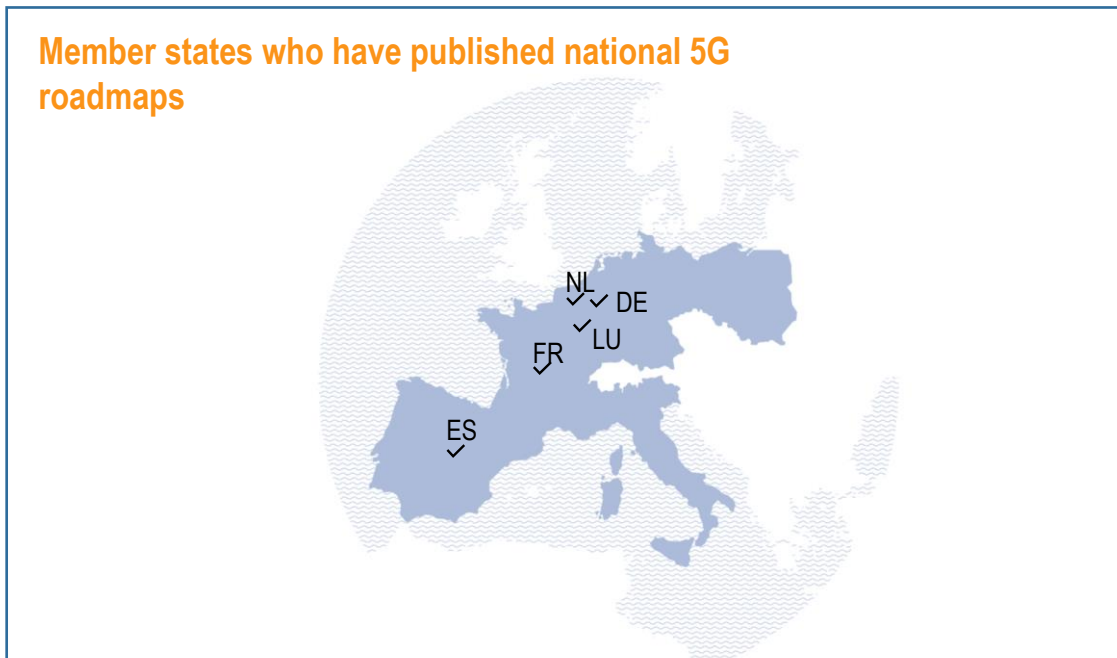 Member states who have published national 5G
roadmaps
NL
DE
LU
FR
ES